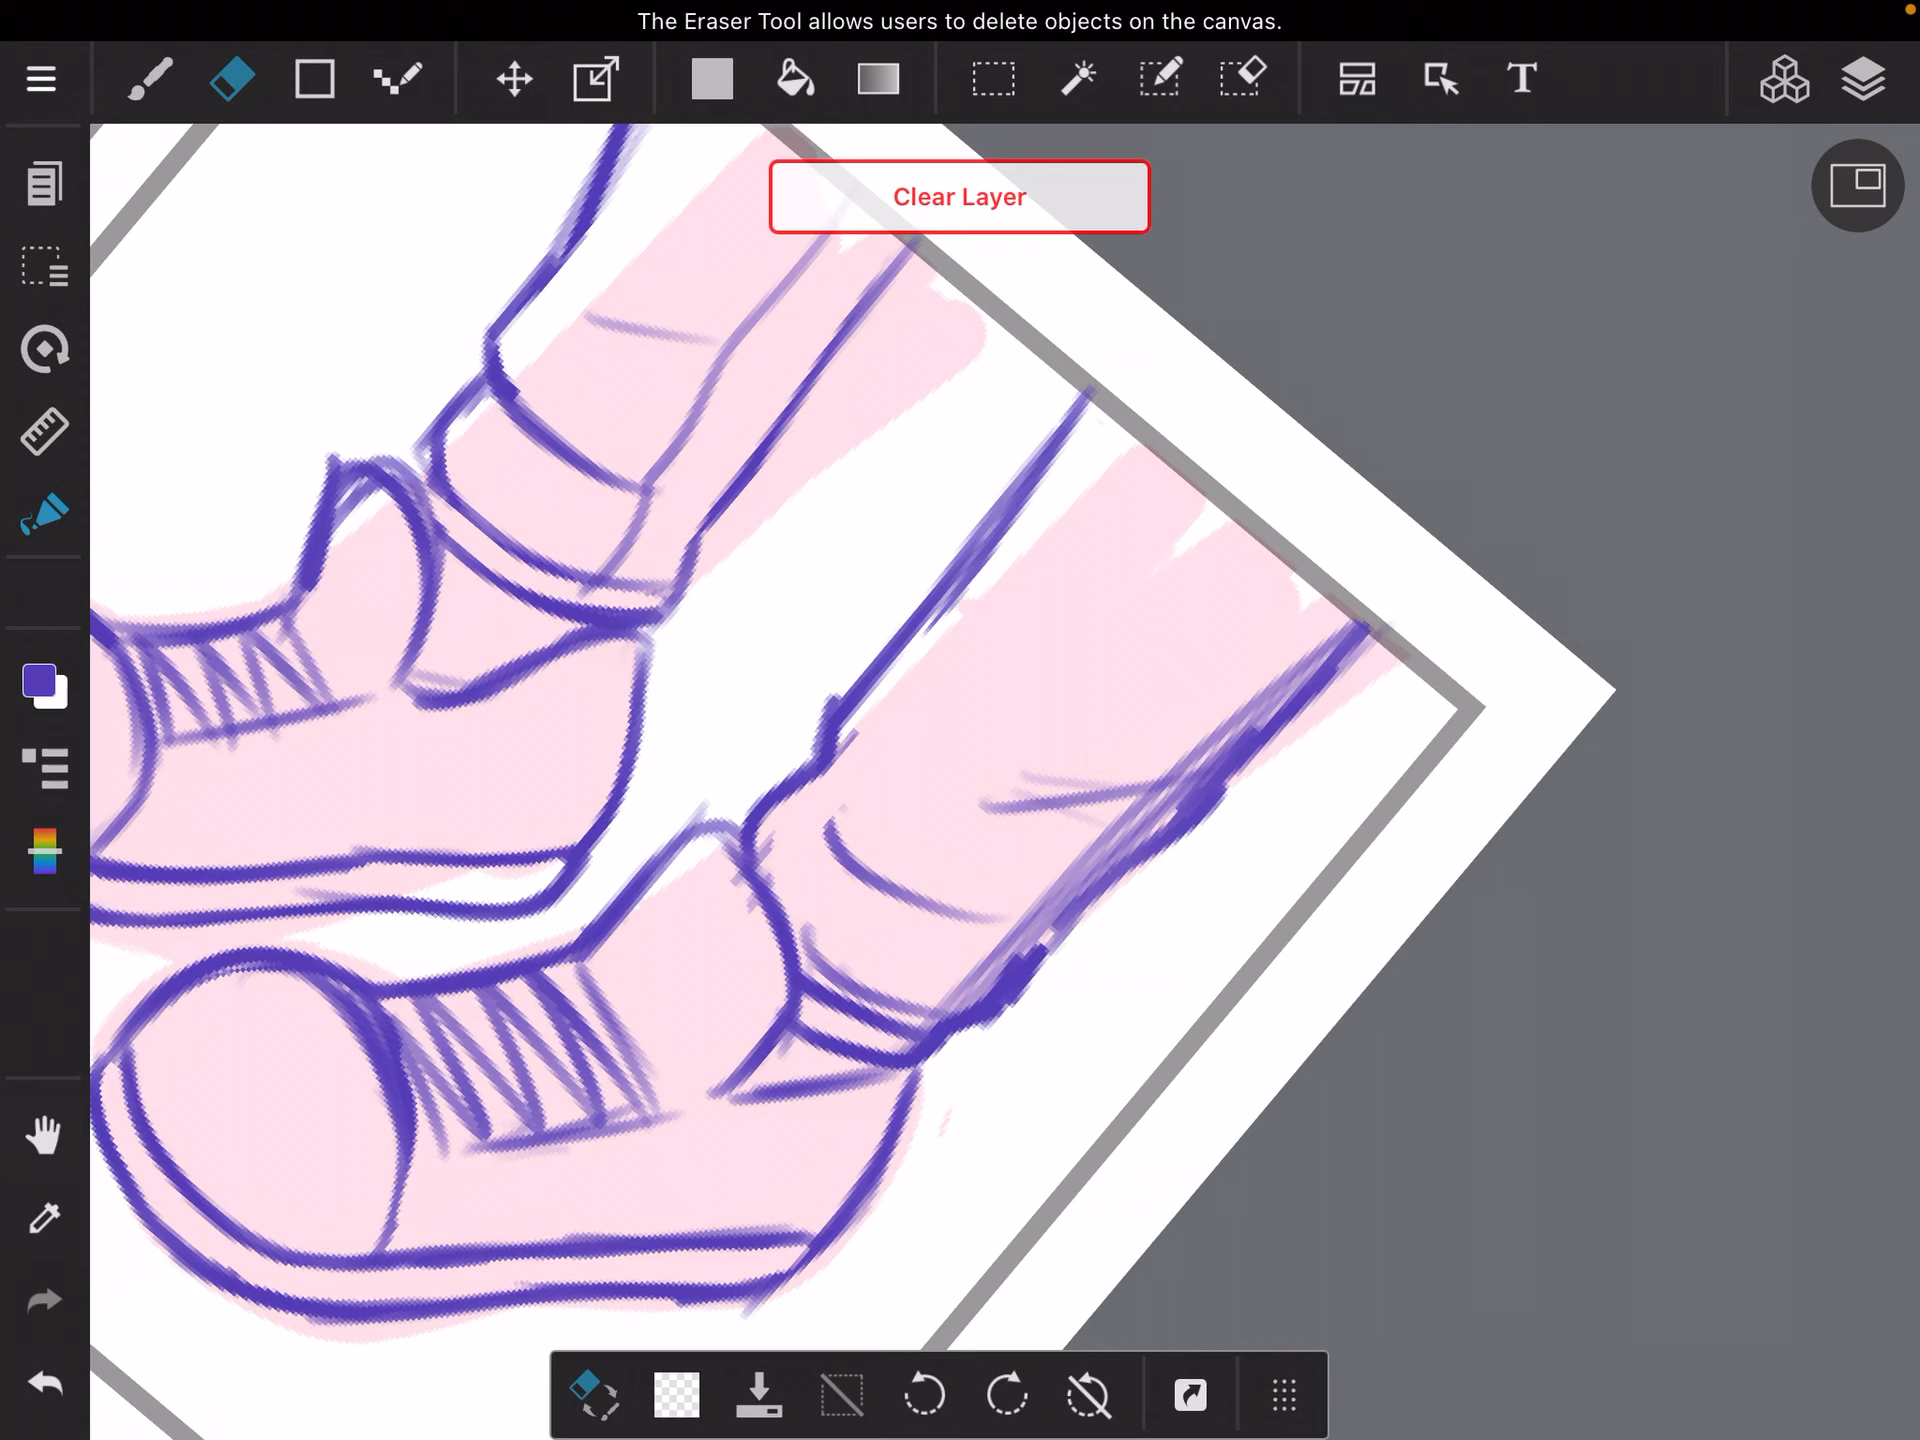 The Eraser Tool allows users to delete objects on the canvas.
T
Clear Layer